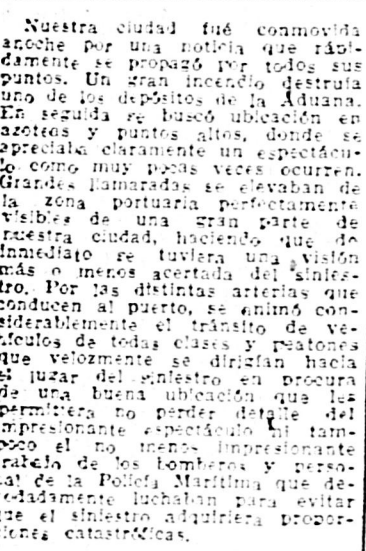 Nuestra ciudad fué conmovida
anoche por una noticia que rápi-
damente se propagó por todos sus
puntos. Un gran incendio destruía
uno de los depósitos de la Aduana.
En seguida se buscó ubicación en
azoteas y puntos altos, donde se
apreciaba claramente un espectácu-
lo como muy pocas veces ocurren.
Grandes llamaradas se elevaban de
la zona portuaria perfectamente
visibles de una gran parte de
nuestra ciudad, haciendo que de
inmediato se tuviera una visión
más o menos acertada del sinies-
tro. Por las distintas arterias que
conducen al puerto, se animó con-
siderablemente el tránsito de ve-
ículos de todas clases y peatones
que velozmente se dirigían hacia
el lugar del siniestro en procura
de una buena ubicación que les
permitiera no perder detalle del
mpresionante espectáculo ni tam-
poco el no menos impresionante
rabajo de los bomberos y perso-
al de la Policía Marítima que de-
odadamente luchaban para evitar
ue el siniestro adquiriera propor-
iones catastróficas.